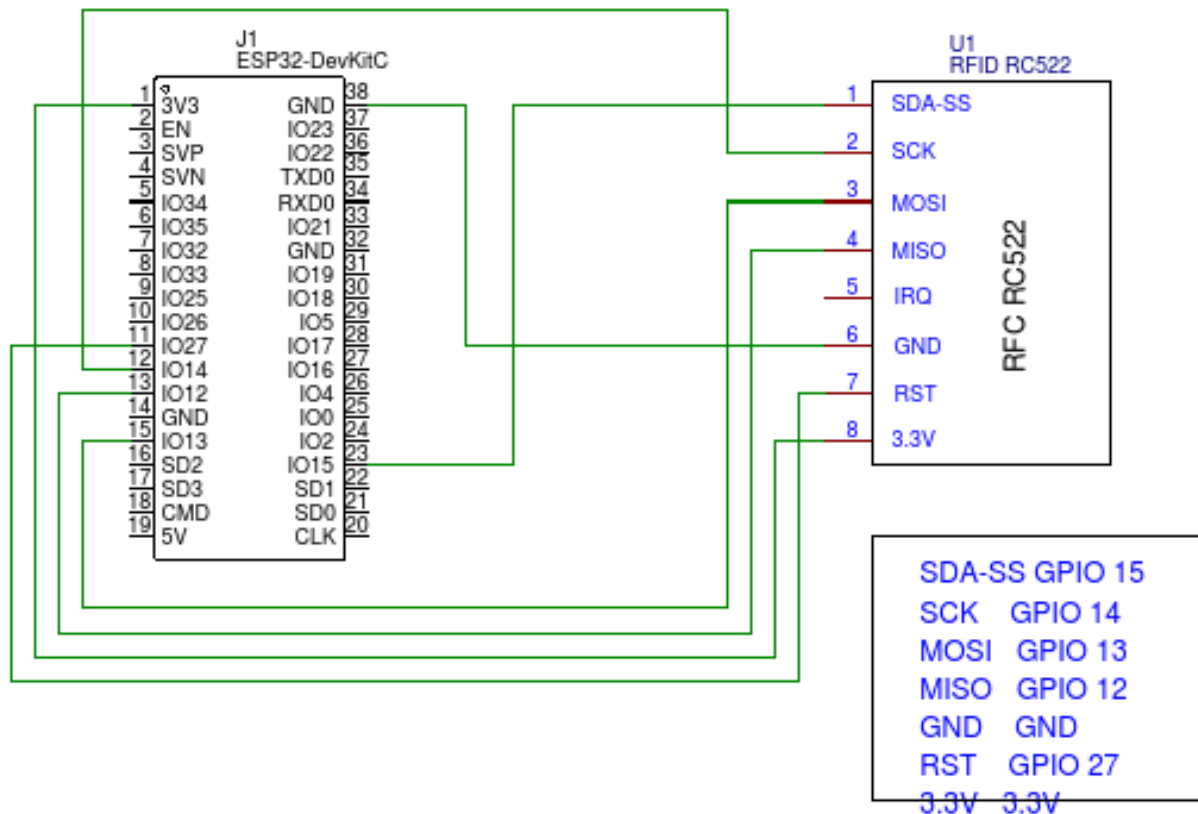 J1
ESP32-DevKitC
1 3V3 GND 38
2 EN IO23 37
3 SVP IO22 36
4 SVN TXD0 35
5 IO34 RXD0 34
6 IO35 IO21 33
7 IO32 GND 32
8 IO33 IO19 31
9 IO25 IO18 30
10 IO26 IO5 29
11 IO27 IO17 28
12 IO14 IO16 27
13 IO12 IO4 26
14 GND IO0 25
15 IO13 IO2 24
16 SD2 IO15 23
17 SD3 SD1 22
18 CMD SD0 21
19 5V CLK 20
U1
RFID RC522
1 SDA-SS
2 SCK
3 MOSI
4 MISO
5 IRQ
6 GND
7 RST
8 3.3V
RFC RC522
SDA-SS GPIO 15
SCK GPIO 14
MOSI GPIO 13
MISO GPIO 12
GND GND
RST GPIO 27
3.3V 3.3V